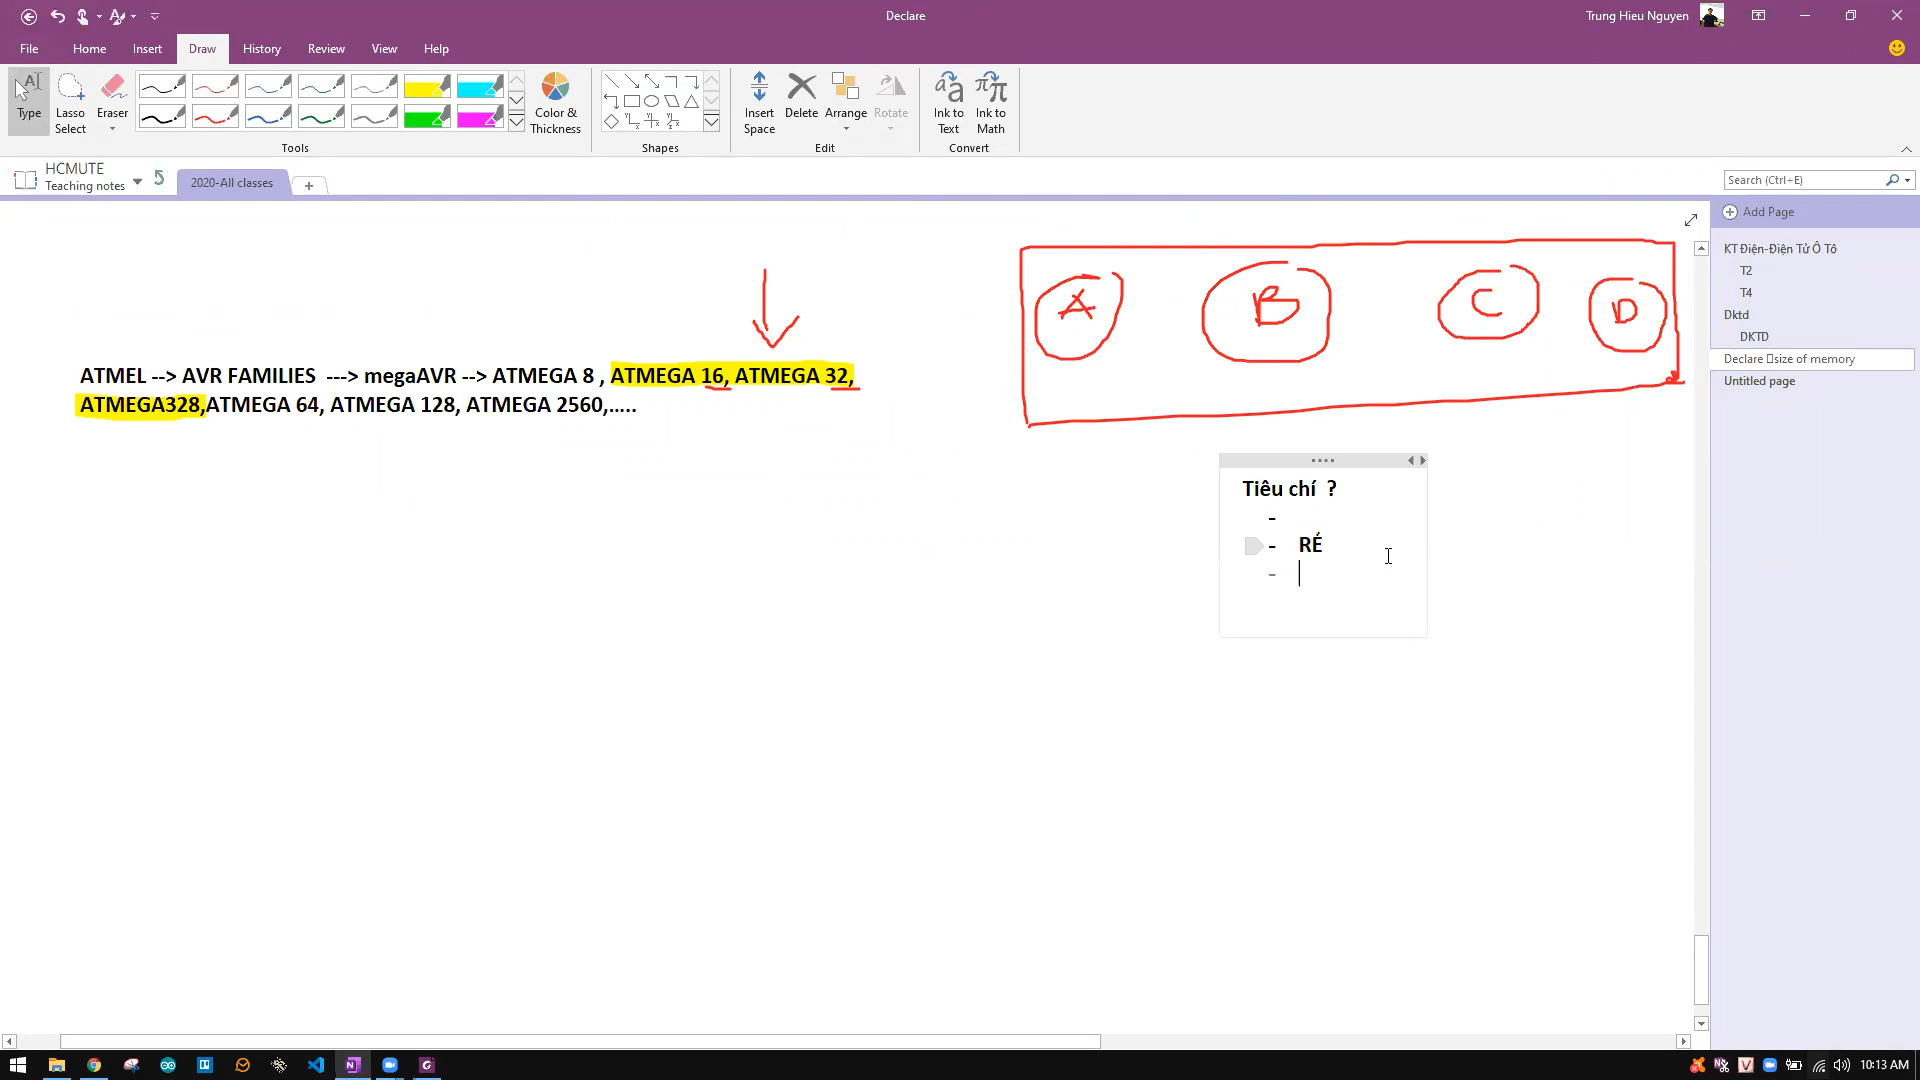 Declare
Trung Hieu Nguyen
File Home Insert Draw History Review View Help
Type
Lasso Select
Eraser
Color & Thickness
Insert Space
Delete
Arrange
Rotate
Ink to Text
Ink to Math
Tools
Shapes
Edit
Convert
HCMUTE
Teaching notes
2020-All classes
Search (Ctrl+E)
Add Page
KT Điện-Điện Tử Ô Tô
T2
T4
Dktd
DKTD
Declare size of memory
Untitled page
A B C D
ATMEL --> AVR FAMILIES ---> megaAVR --> ATMEGA 8 , ATMEGA 16, ATMEGA 32,
ATMEGA328,ATMEGA 64, ATMEGA 128, ATMEGA 2560,.....
Tiêu chí ?
-
- RÉ
-
10:13 AM